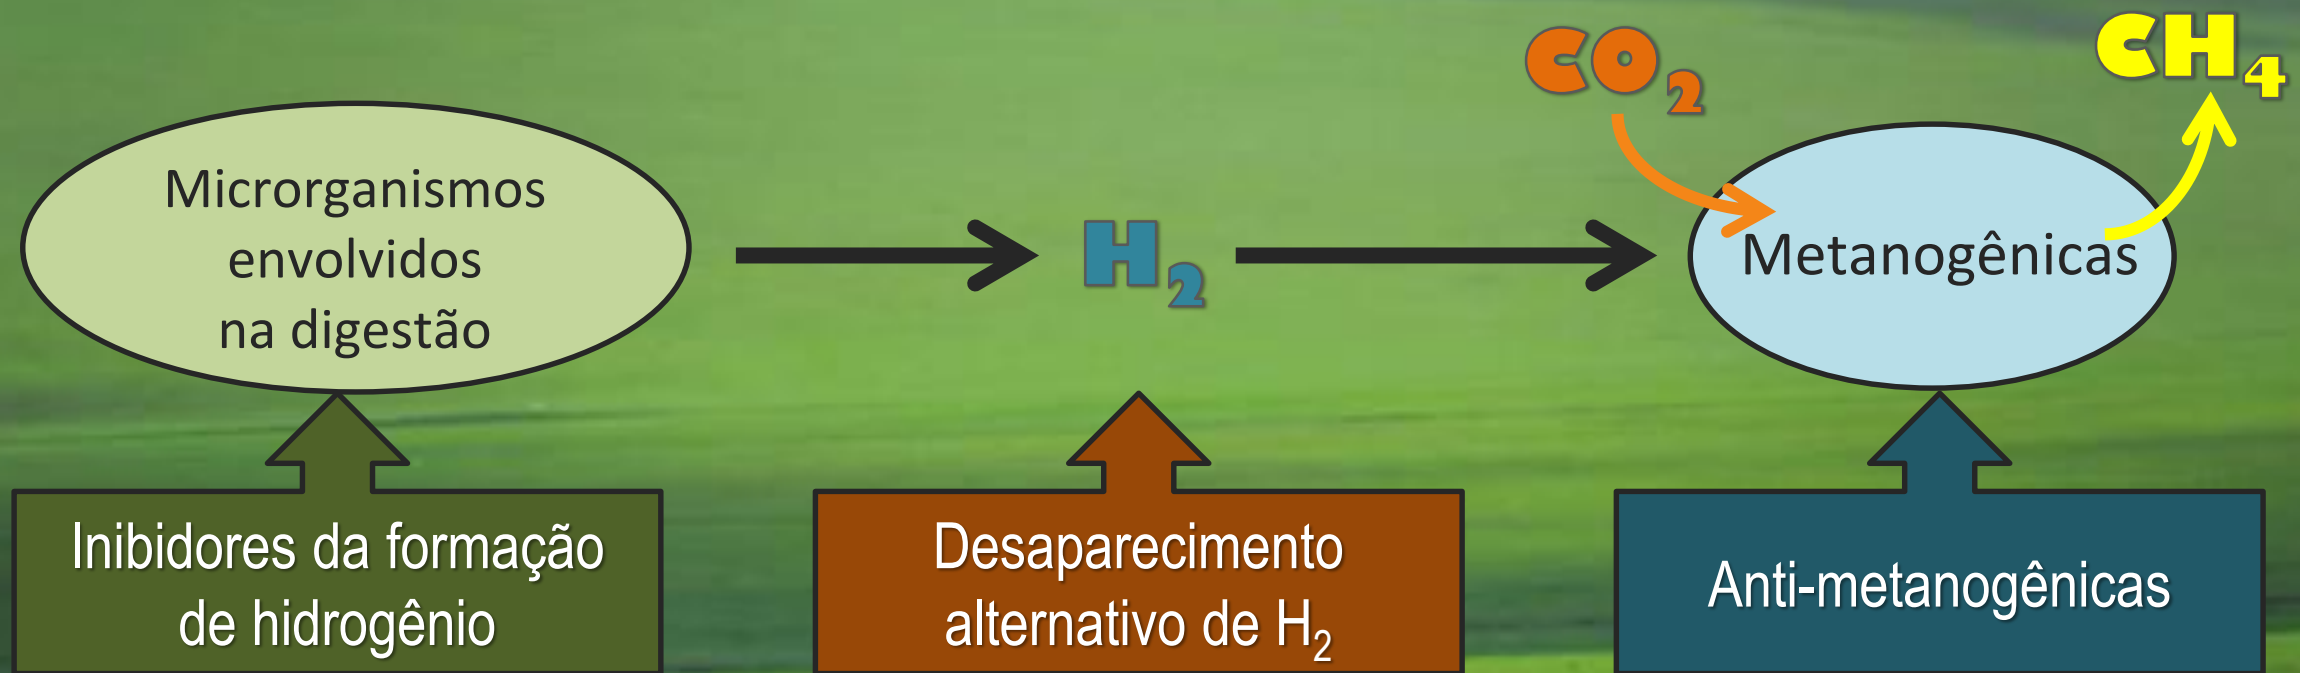 CO₂
CH₄
Microrganismos
envolvidos
na digestão
H₂
Metanogênicas
Inibidores da formação
de hidrogênio
Desaparecimento
alternativo de H₂
Anti-metanogênicas